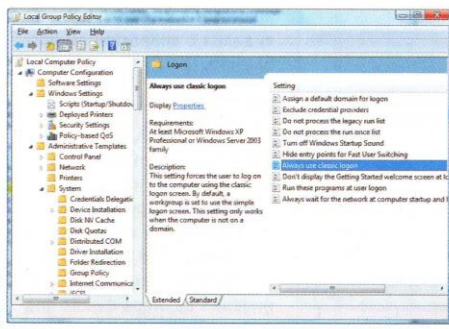 Local Group Policy Editor
File Action View Help
Local Computer Policy
Computer Configuration
Software Settings
Windows Settings
Scripts (Startup/Shutdov
Deployed Printers
Security Settings
Policy-based QoS
Administrative Templates
Control Panel
Network
Printers
System
Credentials Delegatic
Device Installation
Disk NV Cache
Disk Quotas
Distributed COM
Driver Installation
Folder Redirection
Group Policy
Internet Communica
iSCSI
Logon
Always use classic logon
Display Properties
Requirements:
At least Microsoft Windows XP
Professional or Windows Server 2003
family
Description:
This setting forces the user to log on
to the computer using the classic
logon screen. By default, a
workgroup is set to use the simple
logon screen. This setting only works
when the computer is not on a
domain.
Setting
Assign a default domain for logon
Exclude credential providers
Do not process the legacy run list
Do not process the run once list
Turn off Windows Startup Sound
Hide entry points for Fast User Switching
Always use classic logon
Don't display the Getting Started welcome screen at lo
Run these programs at user logon
Always wait for the network at computer startup and l
Extended Standard